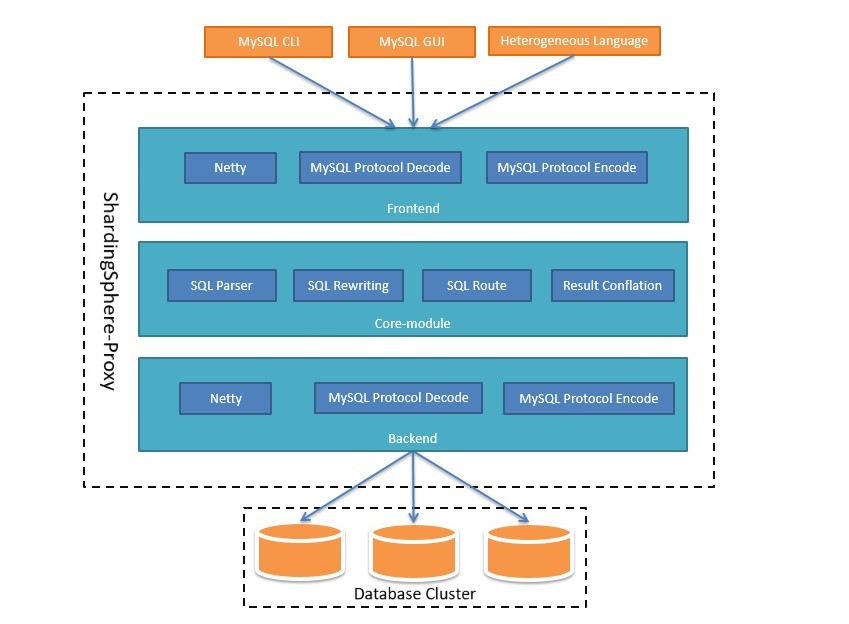 MySQL CLI
MySQL GUI
Heterogeneous Language
ShardingSphere-Proxy
Netty
MySQL Protocol Decode
MySQL Protocol Encode
Frontend
SQL Parser
SQL Rewriting
SQL Route
Result Conflation
Core-module
Netty
MySQL Protocol Decode
MySQL Protocol Encode
Backend
Database Cluster